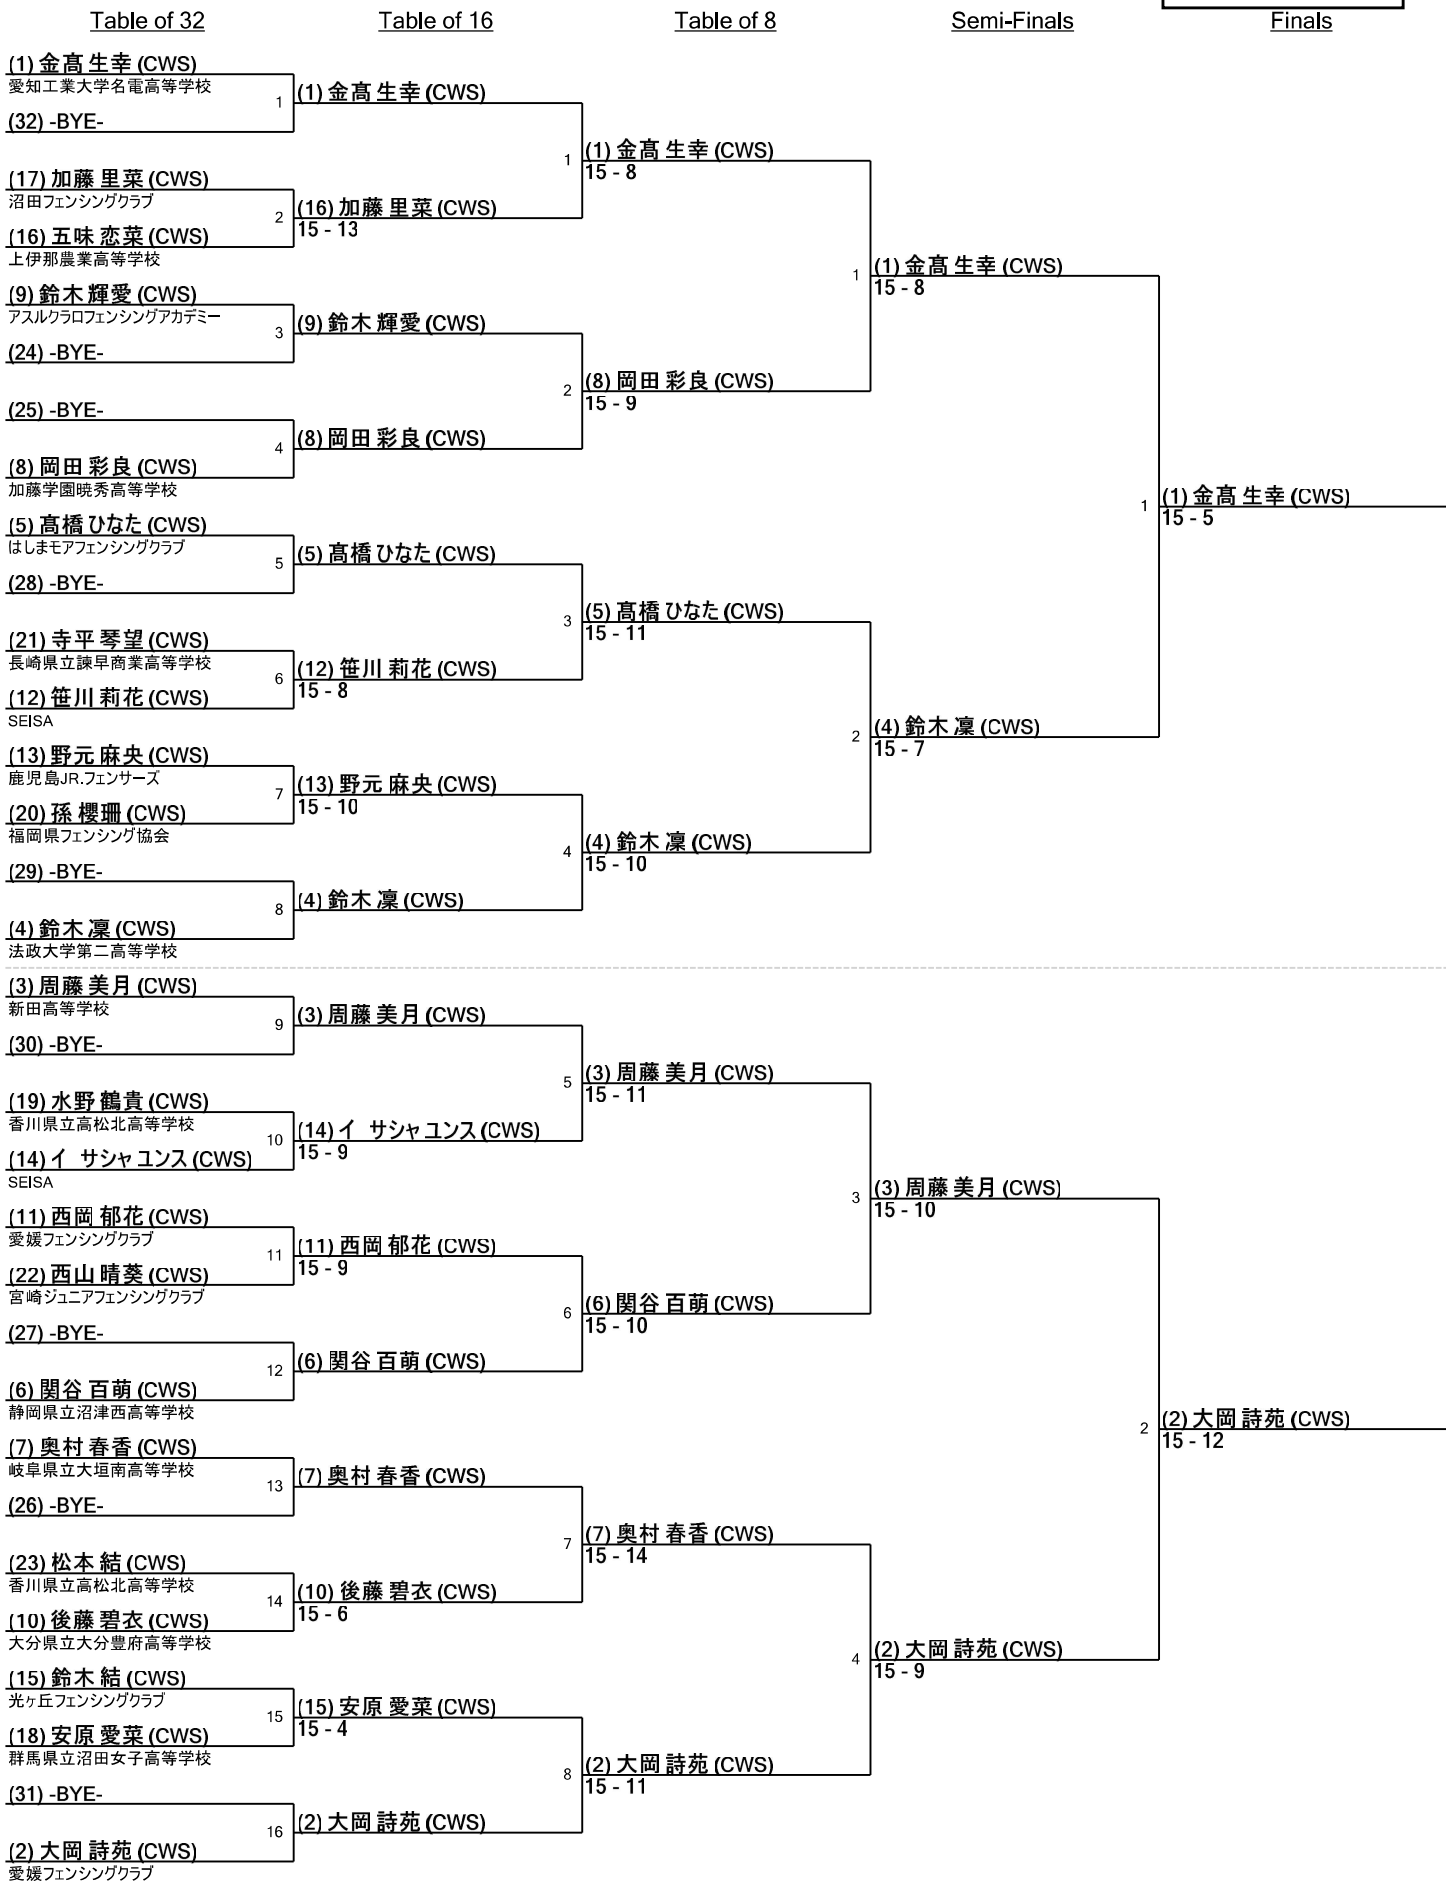 Table of 32
Table of 16
Table of 8
Semi-Finals
Finals
(1) 金髙 生幸 (CWS)
愛知工業大学名電高等学校
(32) -BYE-
(17) 加藤 里菜 (CWS)
沼田フェンシングクラブ
(16) 五味 恋菜 (CWS)
上伊那農業高等学校
(9) 鈴木 輝愛 (CWS)
アスルクラロフェンシングアカデミー
(24) -BYE-
(25) -BYE-
(8) 岡田 彩良 (CWS)
加藤学園暁秀高等学校
(5) 髙橋 ひなた (CWS)
はしまモアフェンシングクラブ
(28) -BYE-
(21) 寺平 琴望 (CWS)
長崎県立諫早商業高等学校
(12) 笹川 莉花 (CWS)
SEISA
(13) 野元 麻央 (CWS)
鹿児島JR.フェンサーズ
(20) 孫 櫻珊 (CWS)
福岡県フェンシング協会
(29) -BYE-
(4) 鈴木 凜 (CWS)
法政大学第二高等学校
(3) 周藤 美月 (CWS)
新田高等学校
(30) -BYE-
(19) 水野 鶴貴 (CWS)
香川県立高松北高等学校
(14) イ サシャ ユンス (CWS)
SEISA
(11) 西岡 郁花 (CWS)
愛媛フェンシングクラブ
(22) 西山 晴葵 (CWS)
宮崎ジュニアフェンシングクラブ
(27) -BYE-
(6) 関谷 百萌 (CWS)
静岡県立沼津西高等学校
(7) 奥村 春香 (CWS)
岐阜県立大垣南高等学校
(26) -BYE-
(23) 松本 結 (CWS)
香川県立高松北高等学校
(10) 後藤 碧衣 (CWS)
大分県立大分豊府高等学校
(15) 鈴木 結 (CWS)
光ヶ丘フェンシングクラブ
(18) 安原 愛菜 (CWS)
群馬県立沼田女子高等学校
(31) -BYE-
(2) 大岡 詩苑 (CWS)
愛媛フェンシングクラブ
1
(1) 金髙 生幸 (CWS)
2
(16) 加藤 里菜 (CWS)
15 - 13
3
(9) 鈴木 輝愛 (CWS)
4
(8) 岡田 彩良 (CWS)
5
(5) 髙橋 ひなた (CWS)
6
(12) 笹川 莉花 (CWS)
15 - 8
7
(13) 野元 麻央 (CWS)
15 - 10
8
(4) 鈴木 凜 (CWS)
9
(3) 周藤 美月 (CWS)
10
(14) イ サシャ ユンス (CWS)
15 - 9
11
(11) 西岡 郁花 (CWS)
15 - 9
12
(6) 関谷 百萌 (CWS)
13
(7) 奥村 春香 (CWS)
14
(10) 後藤 碧衣 (CWS)
15 - 6
15
(15) 安原 愛菜 (CWS)
15 - 4
16
(2) 大岡 詩苑 (CWS)
1
(1) 金髙 生幸 (CWS)
15 - 8
2
(8) 岡田 彩良 (CWS)
15 - 9
3
(5) 髙橋 ひなた (CWS)
15 - 11
4
(4) 鈴木 凜 (CWS)
15 - 10
5
(3) 周藤 美月 (CWS)
15 - 11
6
(6) 関谷 百萌 (CWS)
15 - 10
7
(7) 奥村 春香 (CWS)
15 - 14
8
(2) 大岡 詩苑 (CWS)
15 - 11
1
(1) 金髙 生幸 (CWS)
15 - 8
2
(4) 鈴木 凜 (CWS)
15 - 7
3
(3) 周藤 美月 (CWS)
15 - 10
4
(2) 大岡 詩苑 (CWS)
15 - 9
1
(1) 金髙 生幸 (CWS)
15 - 5
2
(2) 大岡 詩苑 (CWS)
15 - 12